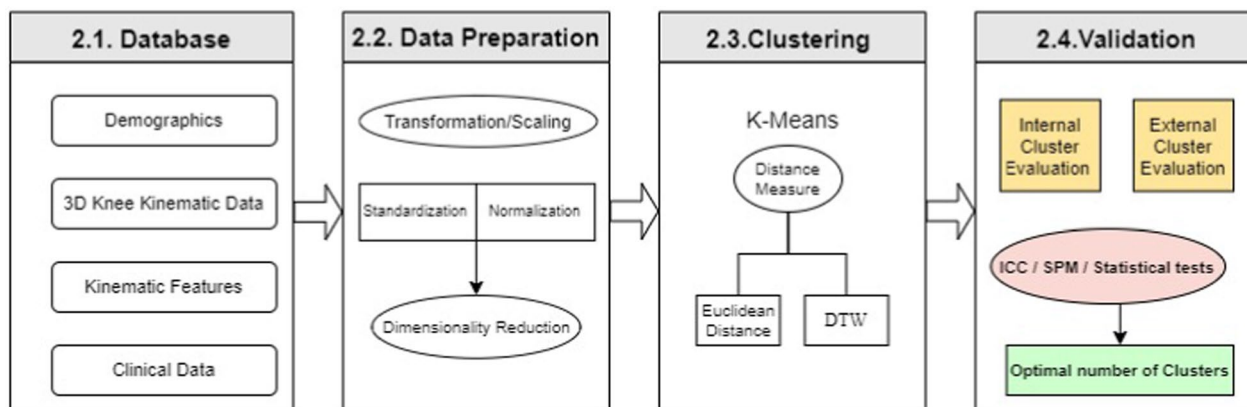 2.1. Database
Demographics
3D Knee Kinematic Data
Kinematic Features
Clinical Data
2.2. Data Preparation
Transformation/Scaling
Standardization
Normalization
Dimensionality Reduction
2.3.Clustering
K-Means
Distance
Measure
Euclidean
Distance
DTW
2.4.Validation
Internal
Cluster
Evaluation
External
Cluster
Evaluation
ICC / SPM / Statistical tests
Optimal number of Clusters